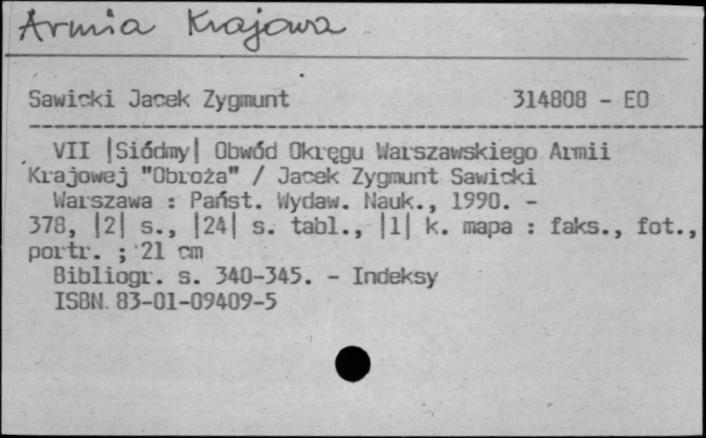 Armia Krajowa
Sawicki Jacek Zygmunt 314808 - EO
VII |Siódmy| Obwód Okręgu Warszawskiego Armii
Krajowej "Obroża" / Jacek Zygmunt Sawicki
Warszawa : Państ. Wydaw. Nauk., 1990. -
378, |2| s., |24| s. tabl., |1| k. mapa : faks., fot.,
portr. ; 21 cm
Bibliogr. s. 340-345. - Indeksy
ISBN 83-01-09409-5